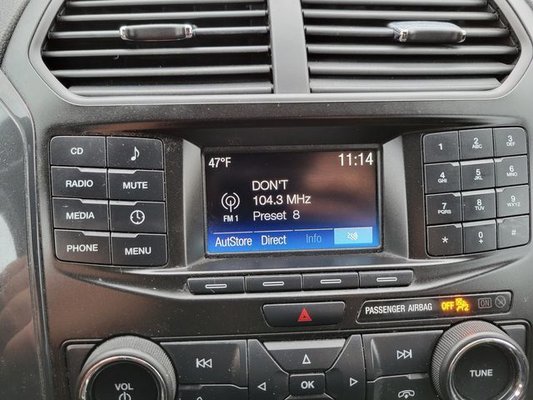 47°F 11:14
DON'T
104.3 MHz
FM 1
Preset 8
AutStore Direct Info
CD
RADIO MUTE
MEDIA
PHONE MENU
1 2 ABC 3 DEF
4 GHI 5 JKL 6 MNO
7 PQRS 8 TUV 9 WXYZ
* 0 + #
PASSENGER AIRBAG OFF ON
VOL
OK
TUNE